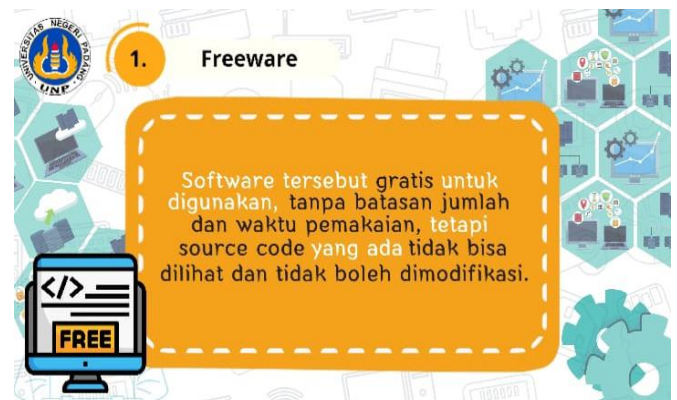 UNIVERSITAS NEGERI PADANG
UNP
1.
Freeware
Software tersebut gratis untuk
digunakan, tanpa batasan jumlah
dan waktu pemakaian, tetapi
source code yang ada tidak bisa
dilihat dan tidak boleh dimodifikasi.
</>
FREE